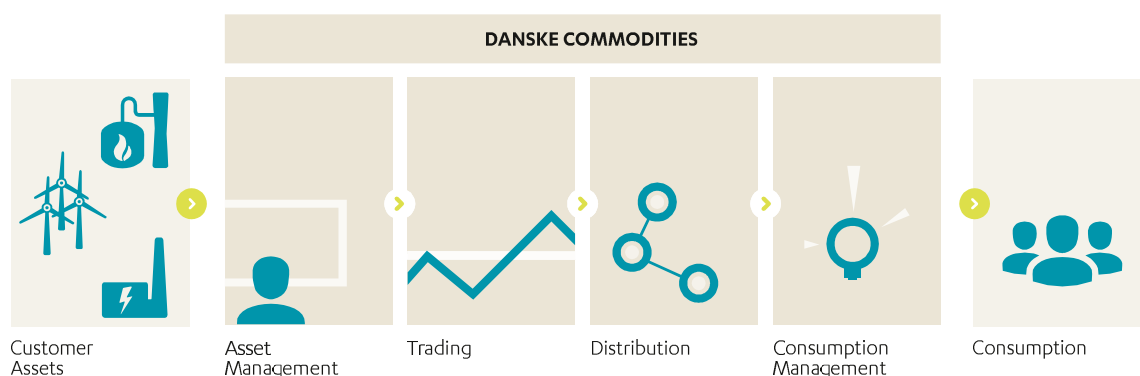 DANSKE COMMODITIES
Customer
Assets
Asset
Management
Trading
Distribution
Consumption
Management
Consumption